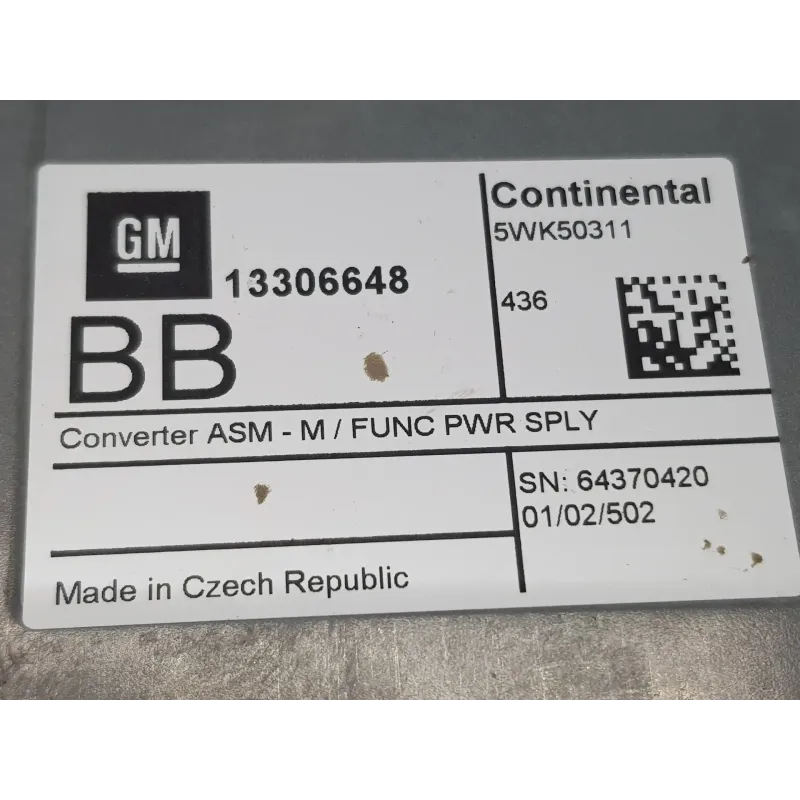 GM
13306648
BB
Continental
5WK50311
436
Converter ASM - M / FUNC PWR SPLY
SN: 64370420
01/02/502
Made in Czech Republic